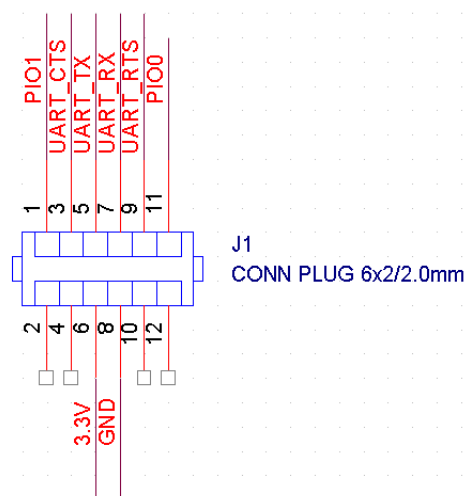 PIO1
UART_CTS
UART_TX
UART_RX
UART_RTS
PIO0
1
3
5
7
9
11
J1
CONN PLUG 6x2/2.0mm
2
4
6
8
10
12
3.3V
GND